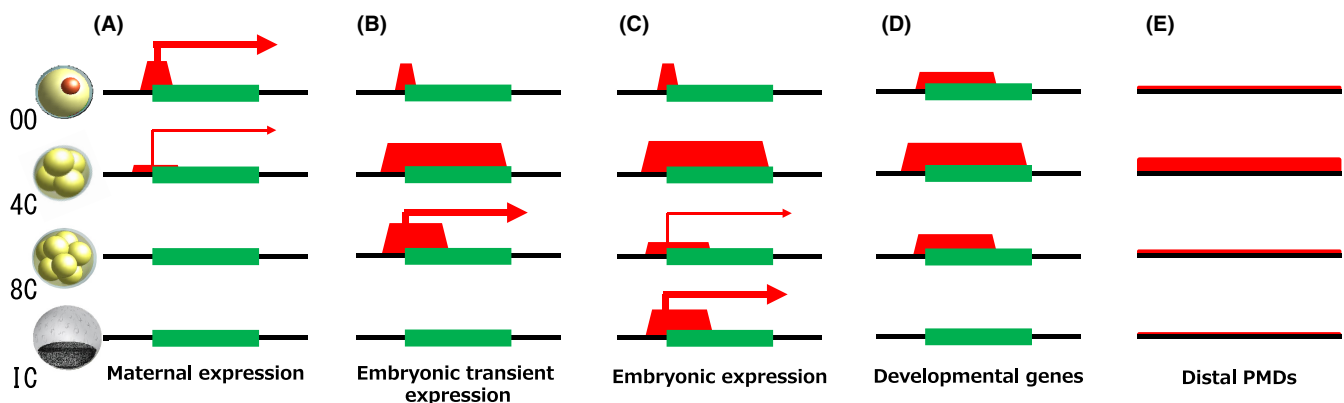 (A) (B) (C) (D) (E)
OO
4C
8C
IC
Maternal expression
Embryonic transient
expression
Embryonic expression
Developmental genes
Distal PMDs